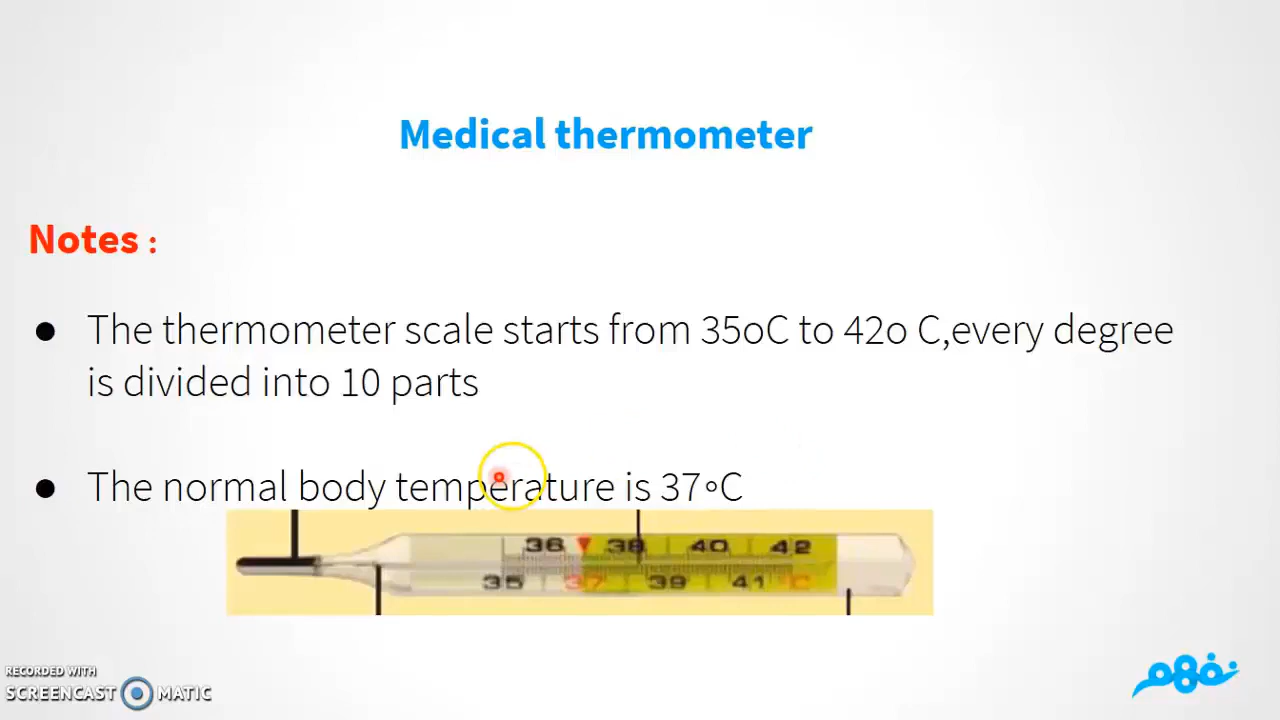 Medical thermometer
Notes :
● The thermometer scale starts from 35oC to 42o C,every degree
is divided into 10 parts
● The normal body temperature is 37∘C
36 38 40 42
35 37 39 41 °C
RECORDED WITH
SCREENCAST MATIC
نفهم